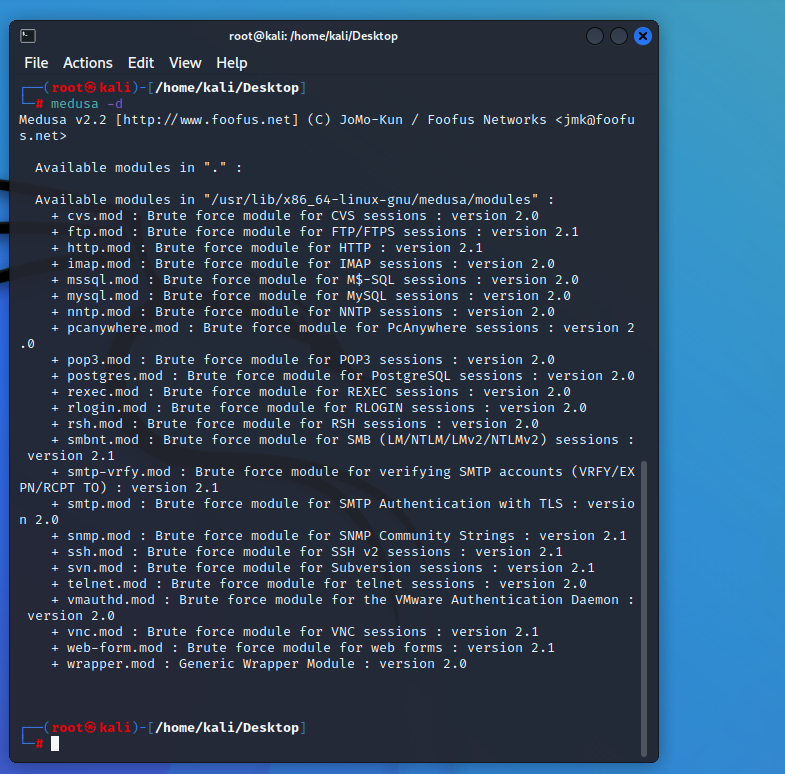 root@kali: /home/kali/Desktop
File Actions Edit View Help
┌──(root㉿kali)-[/home/kali/Desktop]
└─# medusa -d
Medusa v2.2 [http://www.foofus.net] (C) JoMo-Kun / Foofus Networks <jmk@foofu
s.net>
Available modules in "." :
Available modules in "/usr/lib/x86_64-linux-gnu/medusa/modules" :
+ cvs.mod : Brute force module for CVS sessions : version 2.0
+ ftp.mod : Brute force module for FTP/FTPS sessions : version 2.1
+ http.mod : Brute force module for HTTP : version 2.1
+ imap.mod : Brute force module for IMAP sessions : version 2.0
+ mssql.mod : Brute force module for M$-SQL sessions : version 2.0
+ mysql.mod : Brute force module for MySQL sessions : version 2.0
+ nntp.mod : Brute force module for NNTP sessions : version 2.0
+ pcanywhere.mod : Brute force module for PcAnywhere sessions : version 2
.0
+ pop3.mod : Brute force module for POP3 sessions : version 2.0
+ postgres.mod : Brute force module for PostgreSQL sessions : version 2.0
+ rexec.mod : Brute force module for REXEC sessions : version 2.0
+ rlogin.mod : Brute force module for RLOGIN sessions : version 2.0
+ rsh.mod : Brute force module for RSH sessions : version 2.0
+ smbnt.mod : Brute force module for SMB (LM/NTLM/LMv2/NTLMv2) sessions :
version 2.1
+ smtp-vrfy.mod : Brute force module for verifying SMTP accounts (VRFY/EX
PN/RCPT TO) : version 2.1
+ smtp.mod : Brute force module for SMTP Authentication with TLS : versio
n 2.0
+ snmp.mod : Brute force module for SNMP Community Strings : version 2.1
+ ssh.mod : Brute force module for SSH v2 sessions : version 2.1
+ svn.mod : Brute force module for Subversion sessions : version 2.1
+ telnet.mod : Brute force module for telnet sessions : version 2.0
+ vmauthd.mod : Brute force module for the VMware Authentication Daemon :
version 2.0
+ vnc.mod : Brute force module for VNC sessions : version 2.1
+ web-form.mod : Brute force module for web forms : version 2.1
+ wrapper.mod : Generic Wrapper Module : version 2.0
┌──(root㉿kali)-[/home/kali/Desktop]
└─#